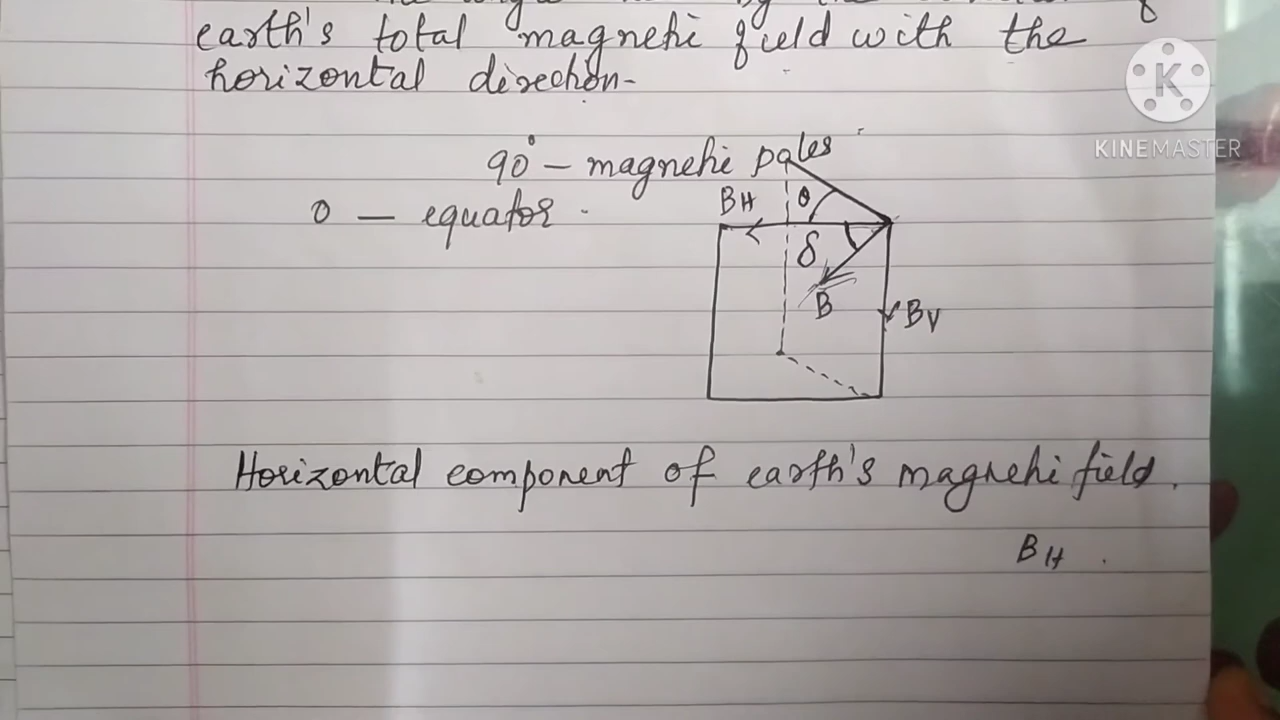 earth's total magnetic field with the
horizontal direction-
90° – magnetic poles
0 — equator -
BH
θ
δ
B
BV
Horizontal component of earth's magnetic field.
BH .
K
KINEMASTER